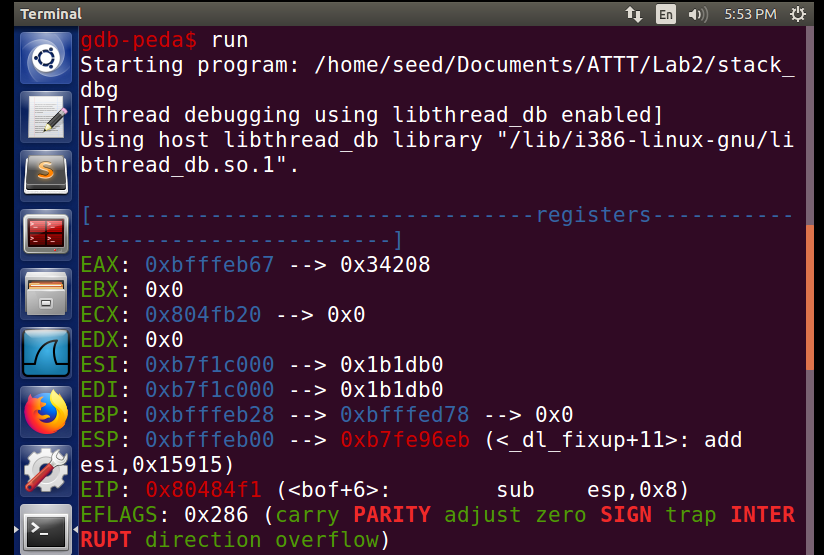 Terminal
En
5:53 PM
gdb-peda$ run
Starting program: /home/seed/Documents/ATTT/Lab2/stack_
dbg
[Thread debugging using libthread_db enabled]
Using host libthread_db library "/lib/i386-linux-gnu/li
bthread_db.so.1".
[----------------------------------registers-----------
------------------------]
EAX: 0xbfffeb67 --> 0x34208
EBX: 0x0
ECX: 0x804fb20 --> 0x0
EDX: 0x0
ESI: 0xb7f1c000 --> 0x1b1db0
EDI: 0xb7f1c000 --> 0x1b1db0
EBP: 0xbfffeb28 --> 0xbfffed78 --> 0x0
ESP: 0xbfffeb00 --> 0xb7fe96eb (<_dl_fixup+11>: add
esi,0x15915)
EIP: 0x80484f1 (<bof+6>:        sub    esp,0x8)
EFLAGS: 0x286 (carry PARITY adjust zero SIGN trap INTER
RUPT direction overflow)